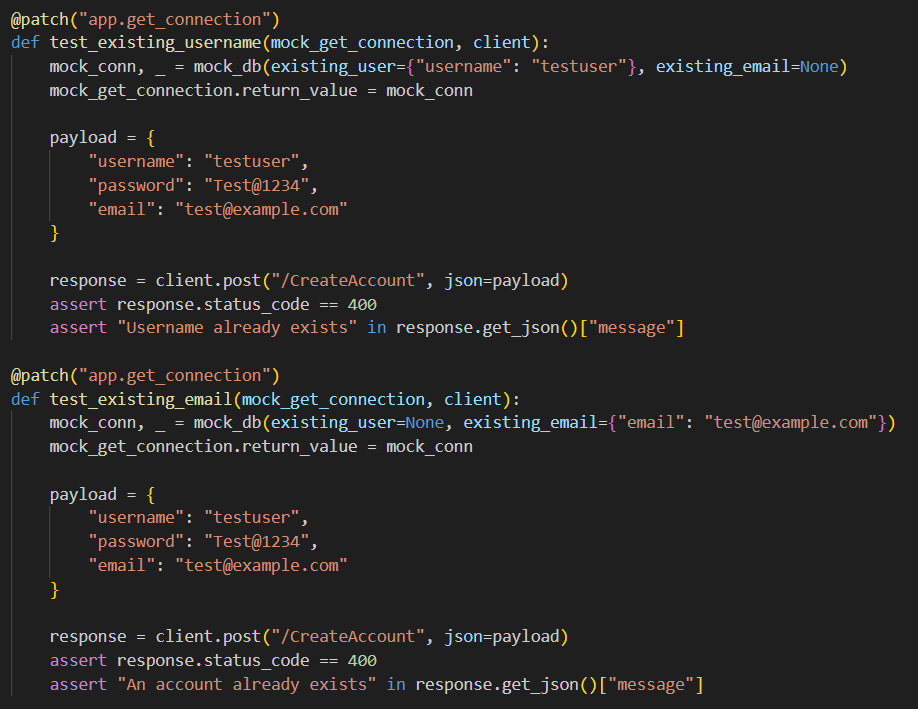 @patch("app.get_connection")
def test_existing_username(mock_get_connection, client):
    mock_conn, _ = mock_db(existing_user={"username": "testuser"}, existing_email=None)
    mock_get_connection.return_value = mock_conn

    payload = {
        "username": "testuser",
        "password": "Test@1234",
        "email": "test@example.com"
    }

    response = client.post("/CreateAccount", json=payload)
    assert response.status_code == 400
    assert "Username already exists" in response.get_json()["message"]

@patch("app.get_connection")
def test_existing_email(mock_get_connection, client):
    mock_conn, _ = mock_db(existing_user=None, existing_email={"email": "test@example.com"})
    mock_get_connection.return_value = mock_conn

    payload = {
        "username": "testuser",
        "password": "Test@1234",
        "email": "test@example.com"
    }

    response = client.post("/CreateAccount", json=payload)
    assert response.status_code == 400
    assert "An account already exists" in response.get_json()["message"]